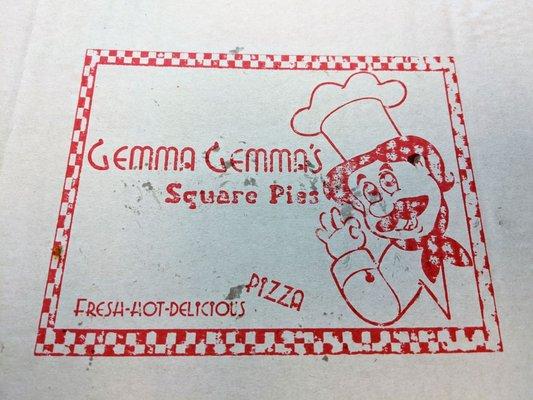 GEMMA GEMMA'S
Square Pies
PIZZA
FRESH-HOT-DELICIOUS